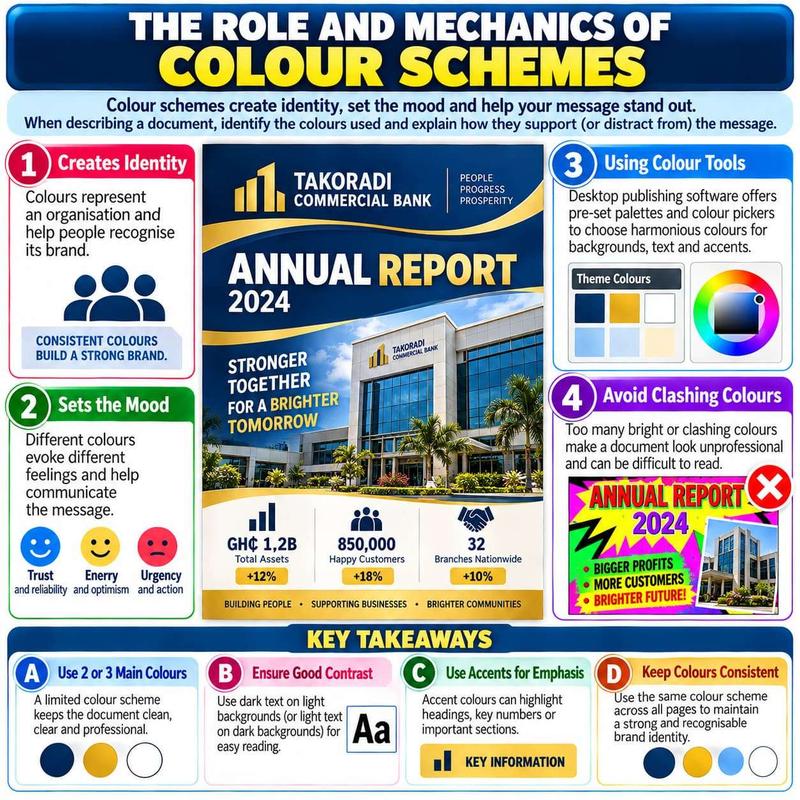 THE ROLE AND MECHANICS OF
COLOUR SCHEMES
Colour schemes create identity, set the mood and help your message stand out.
When describing a document, identify the colours used and explain how they support (or distract from) the message.
1 Creates Identity
Colours represent
an organisation and
help people recognise
its brand.
CONSISTENT COLOURS
BUILD A STRONG BRAND.
2 Sets the Mood
Different colours
evoke different
feelings and help
communicate
the message.
Trust
and reliability
Enerry
and optimism
Urgency
and action
TAKORADI
COMMERCIAL BANK
PEOPLE
PROGRESS
PROSPERITY
ANNUAL REPORT
2024
STRONGER
TOGETHER
FOR A BRIGHTER
TOMORROW
TAKORADI
COMMERCIAL BANK
GH₵ 1,2B
Total Assets
+12%
850,000
Happy Customers
+18%
32
Branches Nationwide
+10%
BUILDING PEOPLE • SUPPORTING BUSINESSES • BRIGHTER COMMUNITIES
3 Using Colour Tools
Desktop publishing software offers
pre-set palettes and colour pickers
to choose harmonious colours for
backgrounds, text and accents.
Theme Colours
4 Avoid Clashing Colours
Too many bright or clashing colours
make a document look unprofessional
and can be difficult to read.
ANNUAL REPORT
2024
• BIGGER PROFITS
• MORE CUSTOMERS
• BRIGHTER FUTURE!
KEY TAKEAWAYS
A Use 2 or 3 Main Colours
A limited colour scheme
keeps the document clean,
clear and professional.
B Ensure Good Contrast
Use dark text on light
backgrounds (or light text
on dark backgrounds) for
easy reading.
Aa
C Use Accents for Emphasis
Accent colours can highlight
headings, key numbers or
important sections.
KEY INFORMATION
D Keep Colours Consistent
Use the same colour scheme
across all pages to maintain
a strong and recognisable
brand identity.